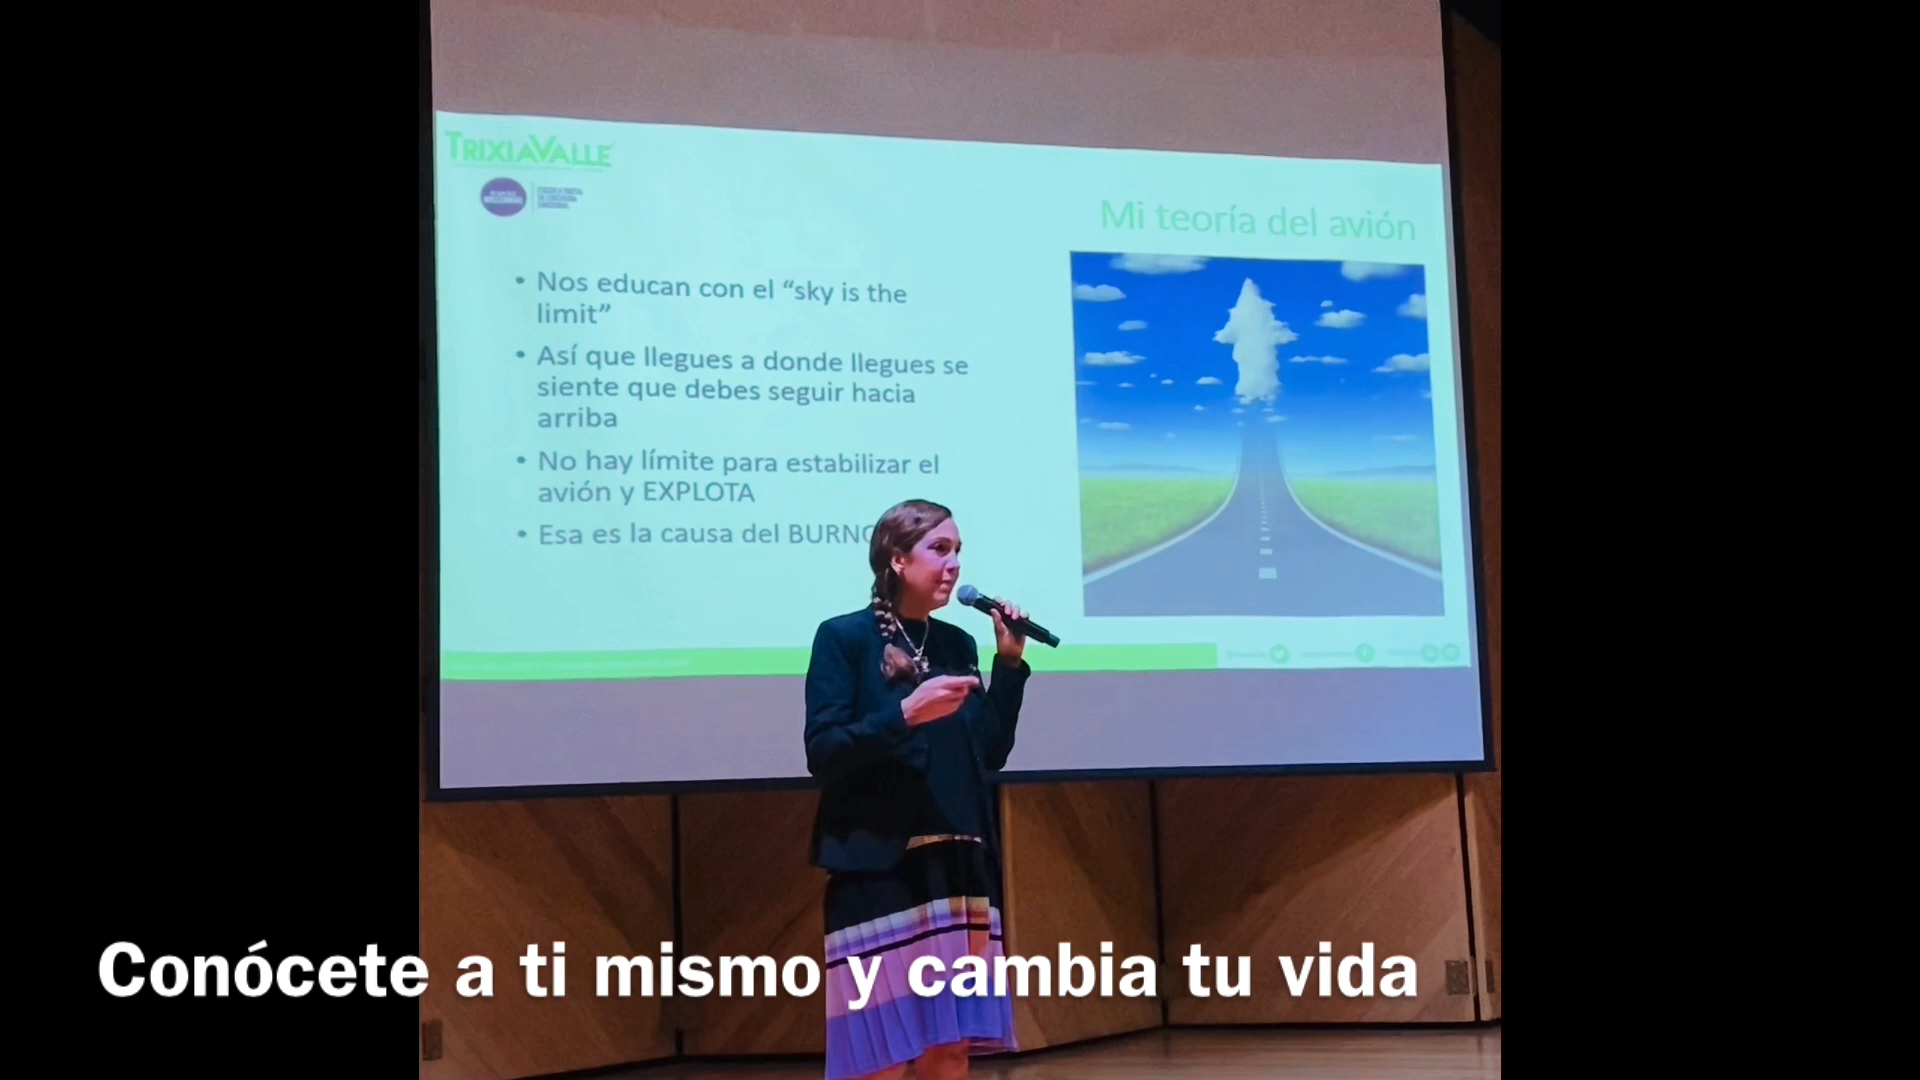 TRIXIAVALLE
Mi teoría del avión
• Nos educan con el “sky is the
limit”
• Así que llegues a donde llegues se
siente que debes seguir hacia
arriba
• No hay límite para estabilizar el
avión y EXPLOTA
• Esa es la causa del
Conócete a ti mismo y cambia tu vida